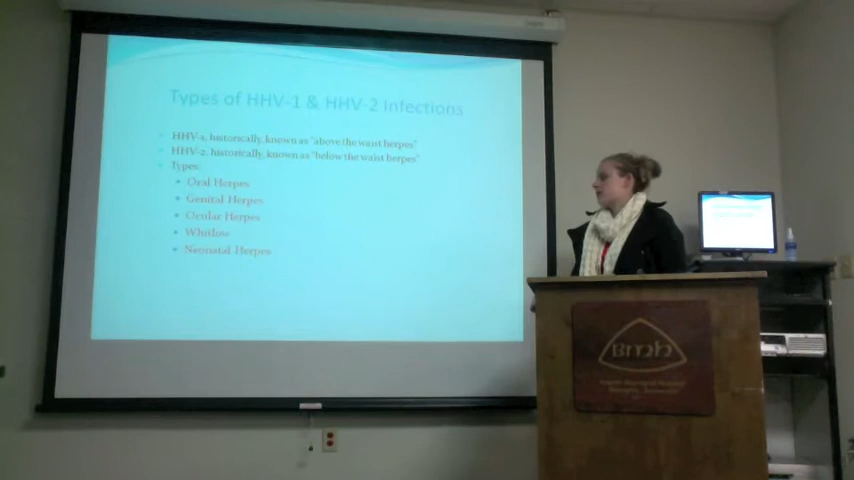 Types of HHV-1 & HHV-2 Infections
HHV-1, historically, known as "above the waist herpes"
HHV-2, historically, known as "below the waist herpes"
Types:
Oral Herpes
Genital Herpes
Ocular Herpes
Whitlow
Neonatal Herpes
Bmh